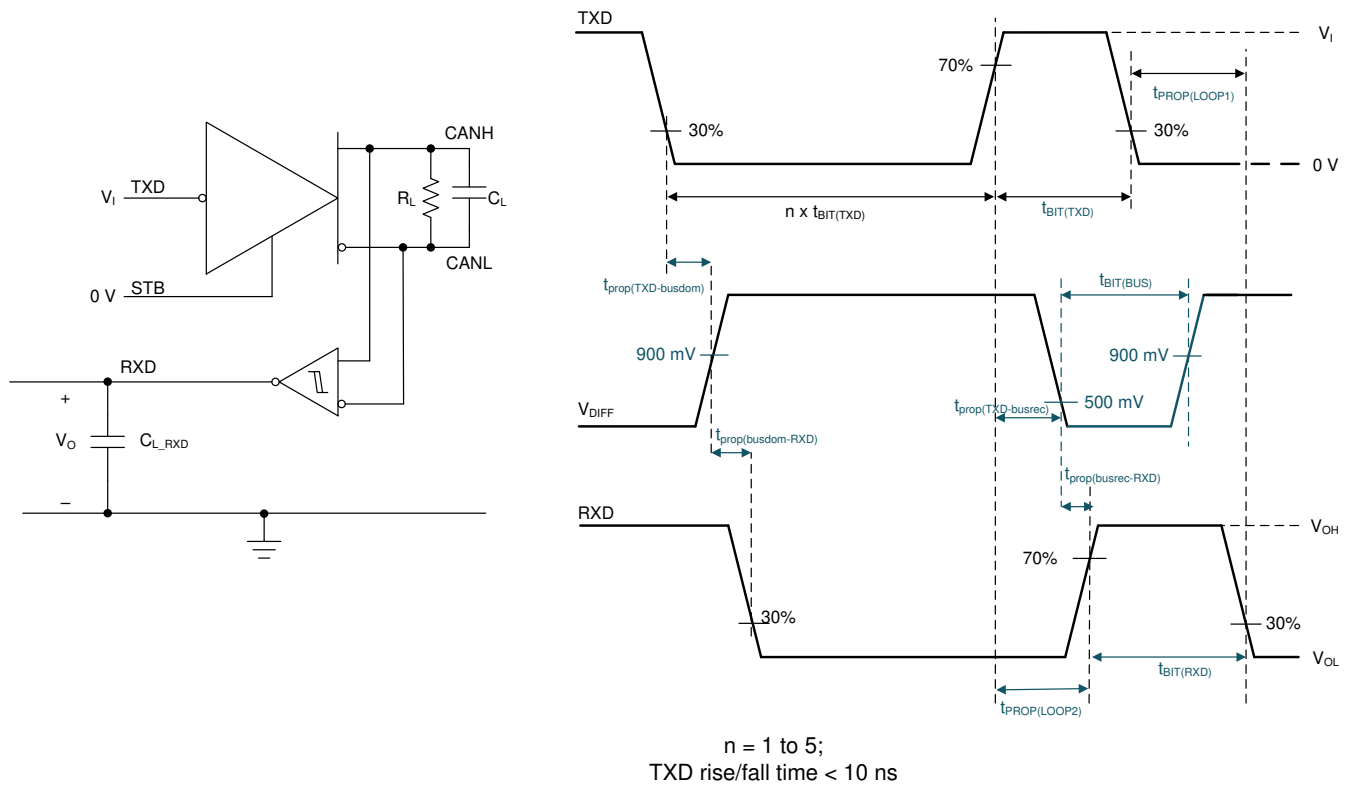 CANH
V_I TXD
R_L
C_L
CANL
0 V STB
RXD
+
V_O
C_L_RXD
–
TXD
V_I
70%
t_PROP(LOOP1)
30%
30%
0 V
n x t_BIT(TXD)
t_BIT(TXD)
t_prop(TXD-busdom)
t_BIT(BUS)
900 mV
900 mV
500 mV
V_DIFF
t_prop(TXD-busrec)
t_prop(busdom-RXD)
t_prop(busrec-RXD)
RXD
V_OH
70%
30%
30%
V_OL
t_BIT(RXD)
t_PROP(LOOP2)
n = 1 to 5;
TXD rise/fall time < 10 ns